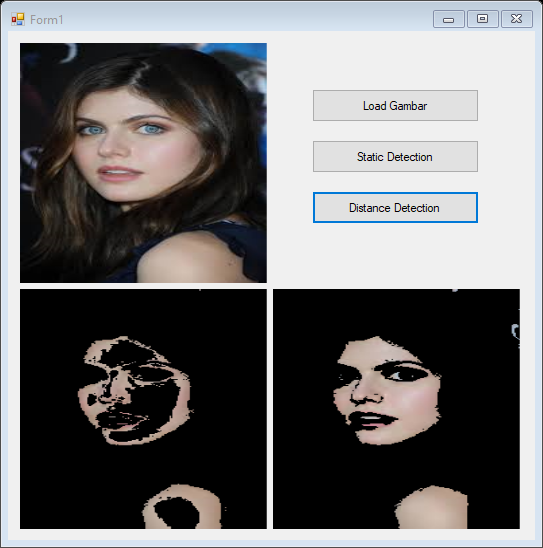 Form1
Load Gambar
Static Detection
Distance Detection